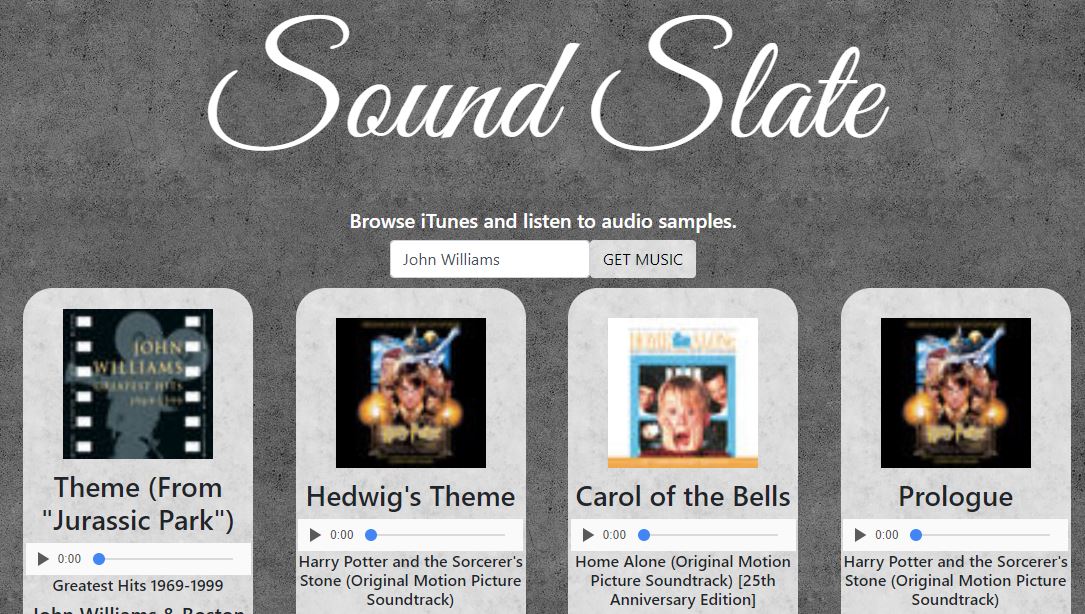 Sound Slate
Browse iTunes and listen to audio samples.
John Williams
GET MUSIC
JOHN
WILLIAMS
GREATEST HITS
1969-1999
Theme (From
"Jurassic Park")
0:00
Greatest Hits 1969-1999
John Williams & Boston
Harry Potter
Hedwig's Theme
0:00
Harry Potter and the Sorcerer's
Stone (Original Motion Picture
Soundtrack)
Carol of the Bells
0:00
Home Alone (Original Motion
Picture Soundtrack) [25th
Anniversary Edition]
Harry Potter
Prologue
0:00
Harry Potter and the Sorcerer's
Stone (Original Motion Picture
Soundtrack)